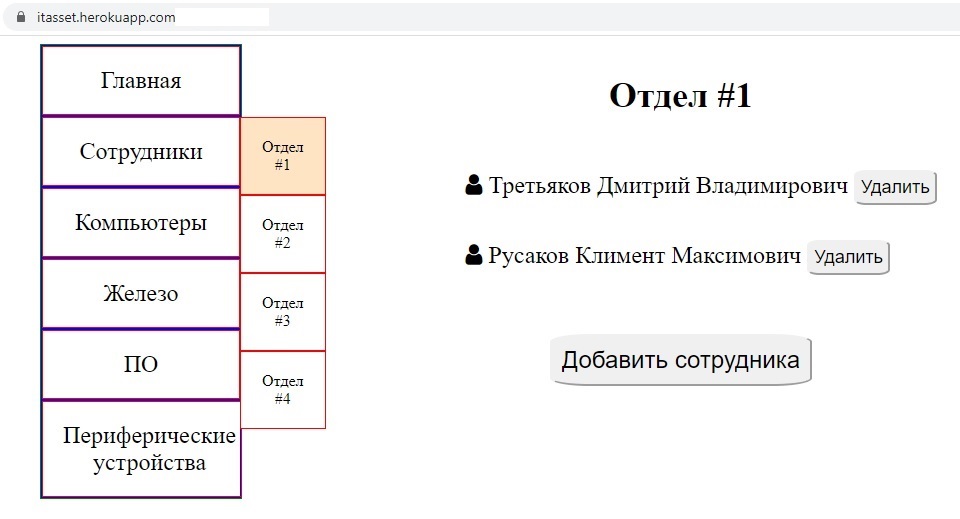 itasset.herokuapp.com
Главная
Сотрудники
Компьютеры
Железо
ПО
Периферические
устройства
Отдел
#1
Отдел
#2
Отдел
#3
Отдел
#4
Отдел #1
Третьяков Дмитрий Владимирович Удалить
Русаков Климент Максимович Удалить
Добавить сотрудника